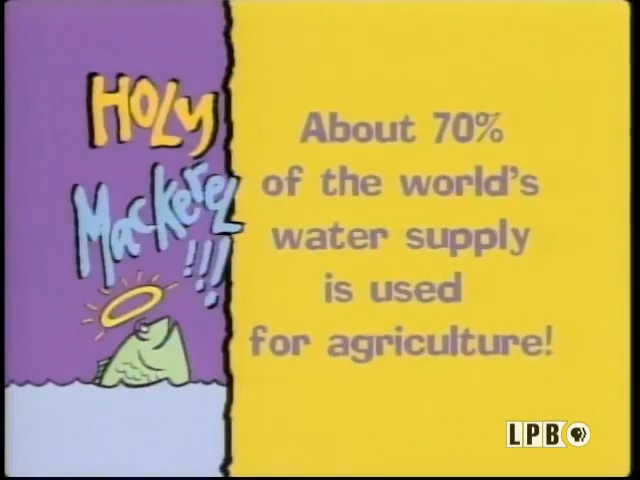 HOLY
MacKereL
!!!
About 70%
of the world's
water supply
is used
for agriculture!
LPB